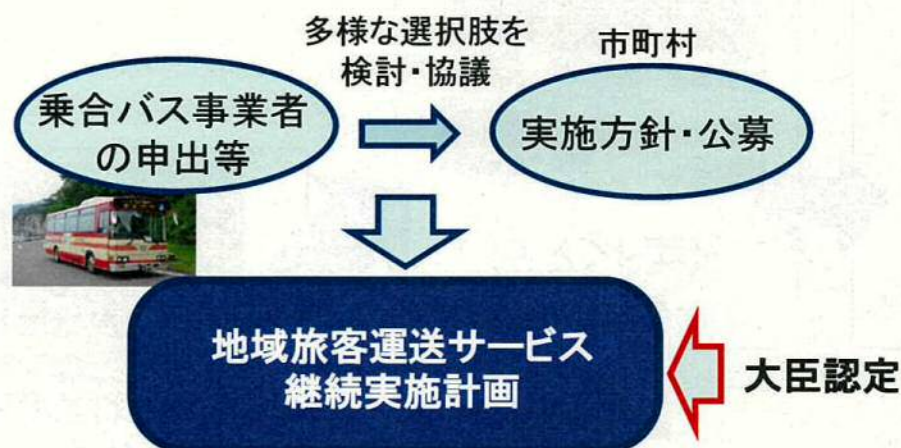 多様な選択肢を
検討・協議
市町村
乗合バス事業者
の申出等
実施方針・公募
地域旅客運送サービス
継続実施計画
大臣認定